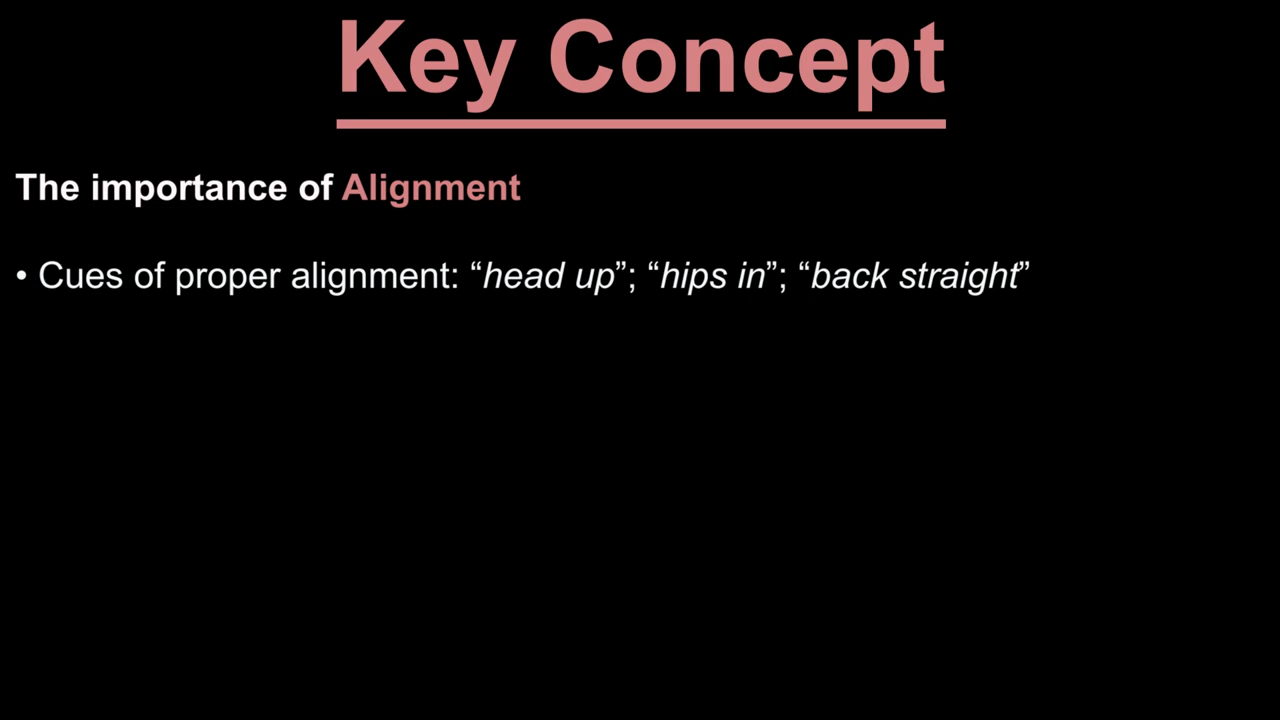 Key Concept
The importance of Alignment
• Cues of proper alignment: “head up”; “hips in”; “back straight”